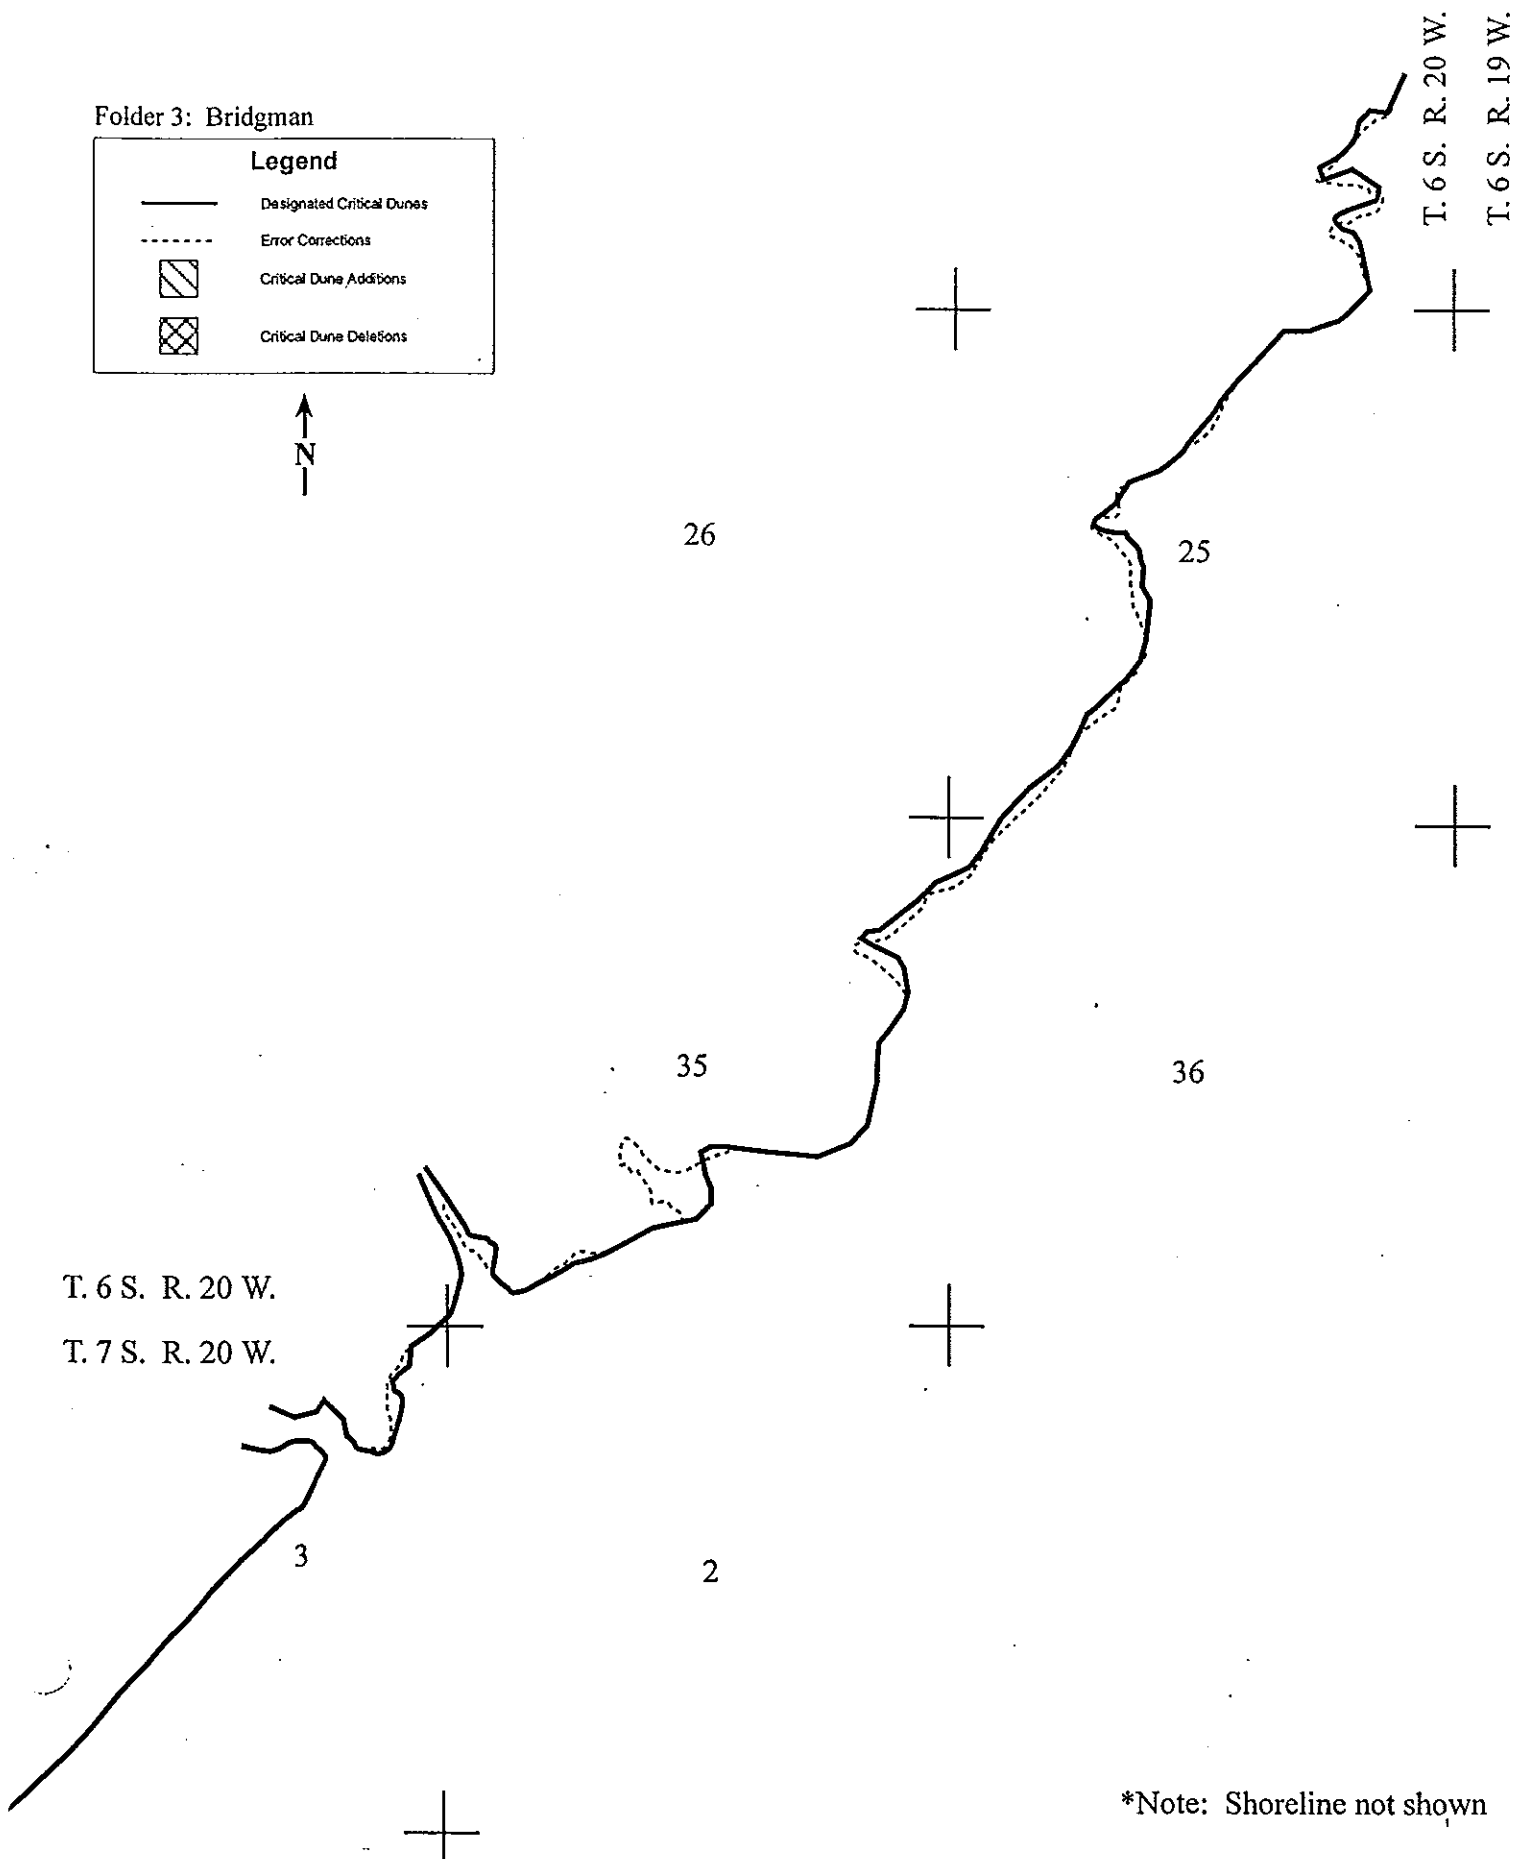 T. 6 S. R. 20 W.
T. 6 S. R. 19 W.
Folder 3: Bridgman
Legend
Designated Critical Dunes
Error Corrections
Critical Dune Additions
Critical Dune Deletions
N
26
25
35
36
T. 6 S. R. 20 W.
T. 7 S. R. 20 W.
3
2
*Note: Shoreline not shown